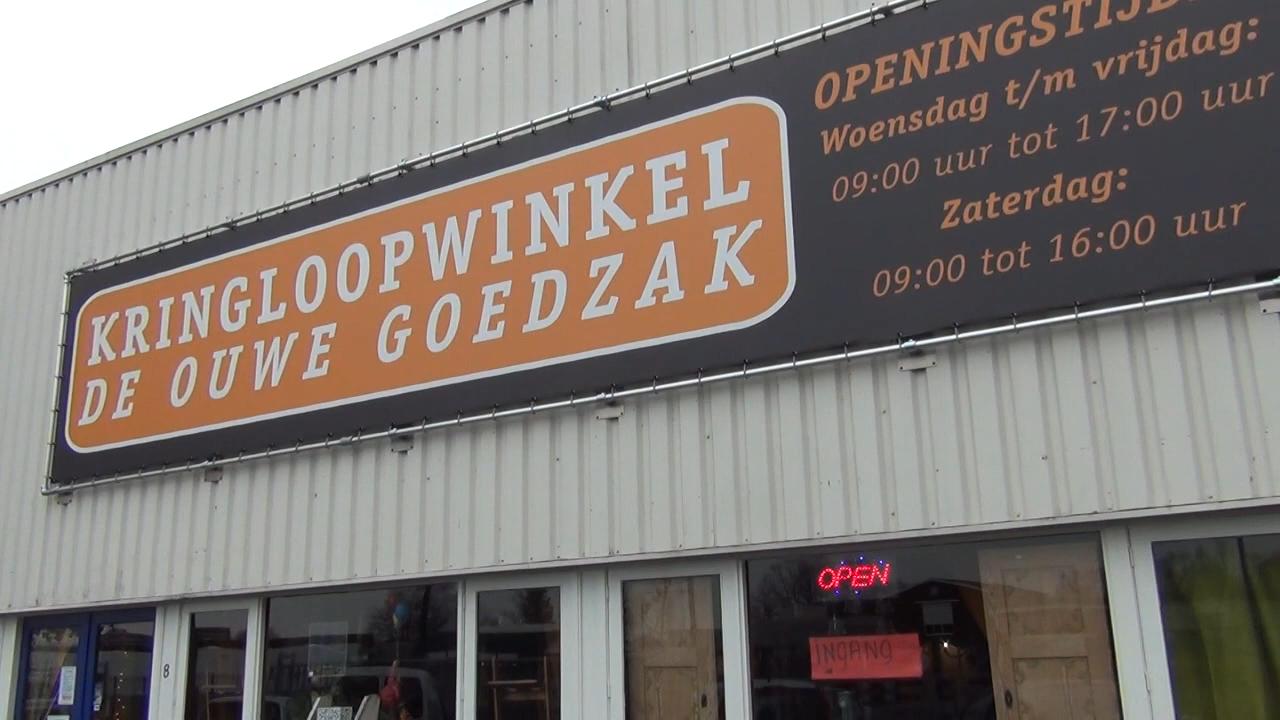 KRINGLOOPWINKEL
DE OUWE GOEDZAK
OPENINGSTIJD
Woensdag t/m vrijdag:
09:00 uur tot 17:00 uur
Zaterdag:
09:00 tot 16:00 uur
OPEN
INGANG
8